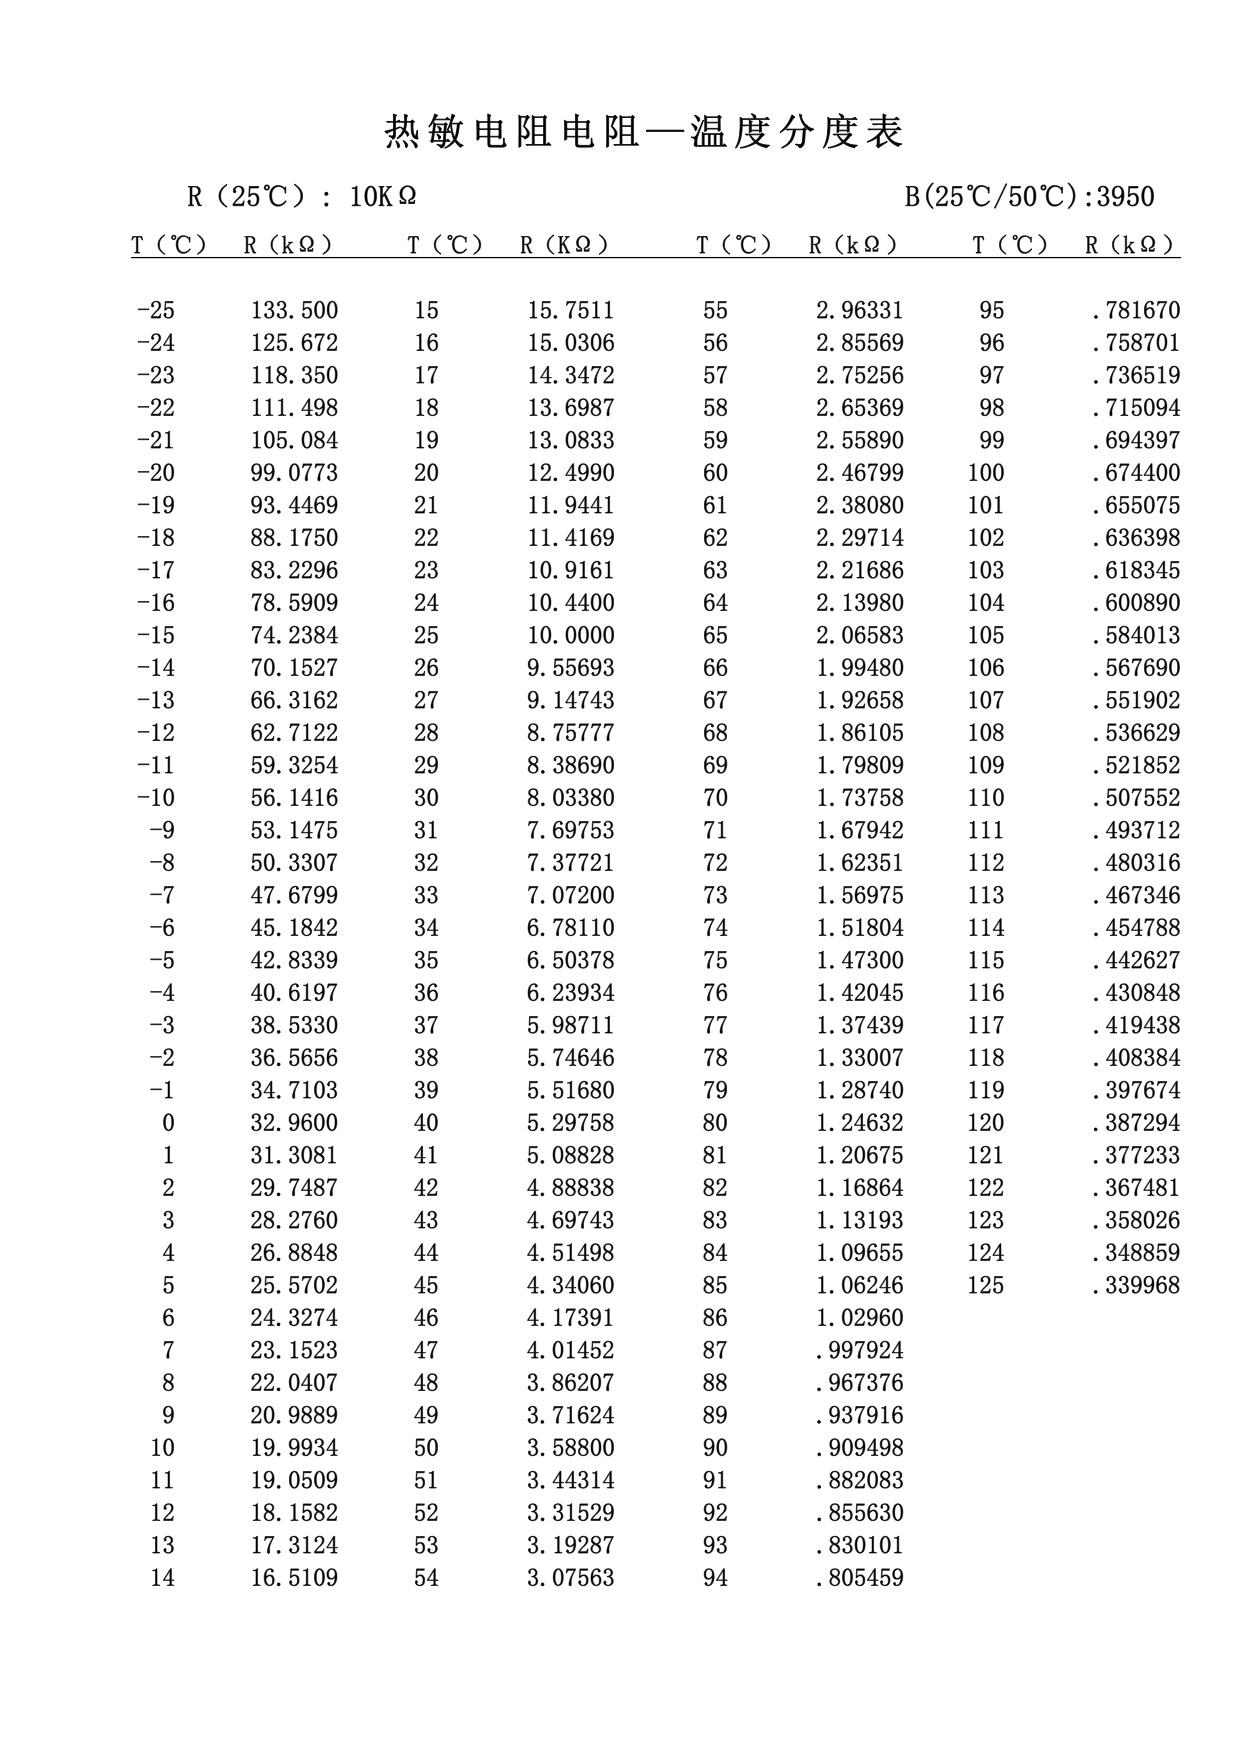 热敏电阻电阻—温度分度表
R（25℃）: 10KΩ B(25℃/50℃):3950
T（℃） R（kΩ） T（℃） R（KΩ） T（℃） R（kΩ） T（℃） R（kΩ）
-25 133.500 15 15.7511 55 2.96331 95 .781670
-24 125.672 16 15.0306 56 2.85569 96 .758701
-23 118.350 17 14.3472 57 2.75256 97 .736519
-22 111.498 18 13.6987 58 2.65369 98 .715094
-21 105.084 19 13.0833 59 2.55890 99 .694397
-20 99.0773 20 12.4990 60 2.46799 100 .674400
-19 93.4469 21 11.9441 61 2.38080 101 .655075
-18 88.1750 22 11.4169 62 2.29714 102 .636398
-17 83.2296 23 10.9161 63 2.21686 103 .618345
-16 78.5909 24 10.4400 64 2.13980 104 .600890
-15 74.2384 25 10.0000 65 2.06583 105 .584013
-14 70.1527 26 9.55693 66 1.99480 106 .567690
-13 66.3162 27 9.14743 67 1.92658 107 .551902
-12 62.7122 28 8.75777 68 1.86105 108 .536629
-11 59.3254 29 8.38690 69 1.79809 109 .521852
-10 56.1416 30 8.03380 70 1.73758 110 .507552
-9 53.1475 31 7.69753 71 1.67942 111 .493712
-8 50.3307 32 7.37721 72 1.62351 112 .480316
-7 47.6799 33 7.07200 73 1.56975 113 .467346
-6 45.1842 34 6.78110 74 1.51804 114 .454788
-5 42.8339 35 6.50378 75 1.47300 115 .442627
-4 40.6197 36 6.23934 76 1.42045 116 .430848
-3 38.5330 37 5.98711 77 1.37439 117 .419438
-2 36.5656 38 5.74646 78 1.33007 118 .408384
-1 34.7103 39 5.51680 79 1.28740 119 .397674
0 32.9600 40 5.29758 80 1.24632 120 .387294
1 31.3081 41 5.08828 81 1.20675 121 .377233
2 29.7487 42 4.88838 82 1.16864 122 .367481
3 28.2760 43 4.69743 83 1.13193 123 .358026
4 26.8848 44 4.51498 84 1.09655 124 .348859
5 25.5702 45 4.34060 85 1.06246 125 .339968
6 24.3274 46 4.17391 86 1.02960
7 23.1523 47 4.01452 87 .997924
8 22.0407 48 3.86207 88 .967376
9 20.9889 49 3.71624 89 .937916
10 19.9934 50 3.58800 90 .909498
11 19.0509 51 3.44314 91 .882083
12 18.1582 52 3.31529 92 .855630
13 17.3124 53 3.19287 93 .830101
14 16.5109 54 3.07563 94 .805459